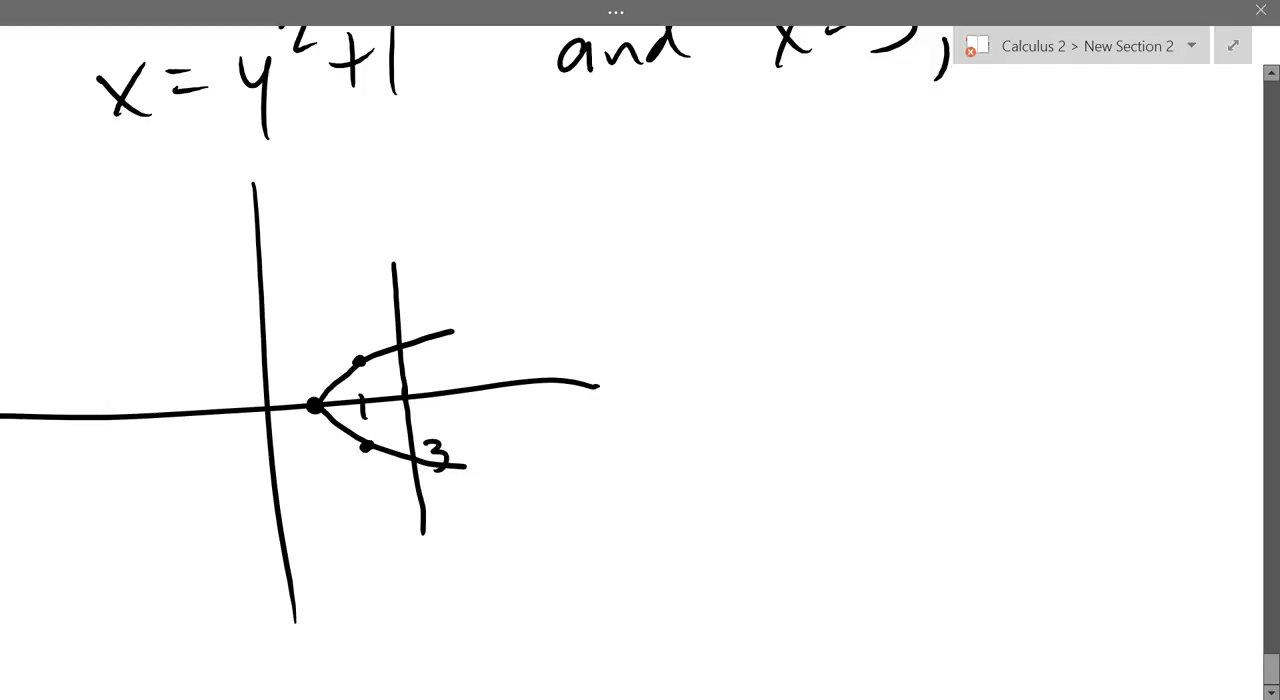 x = y² + 1 and x = 3,
Calculus 2 > New Section 2
1
3